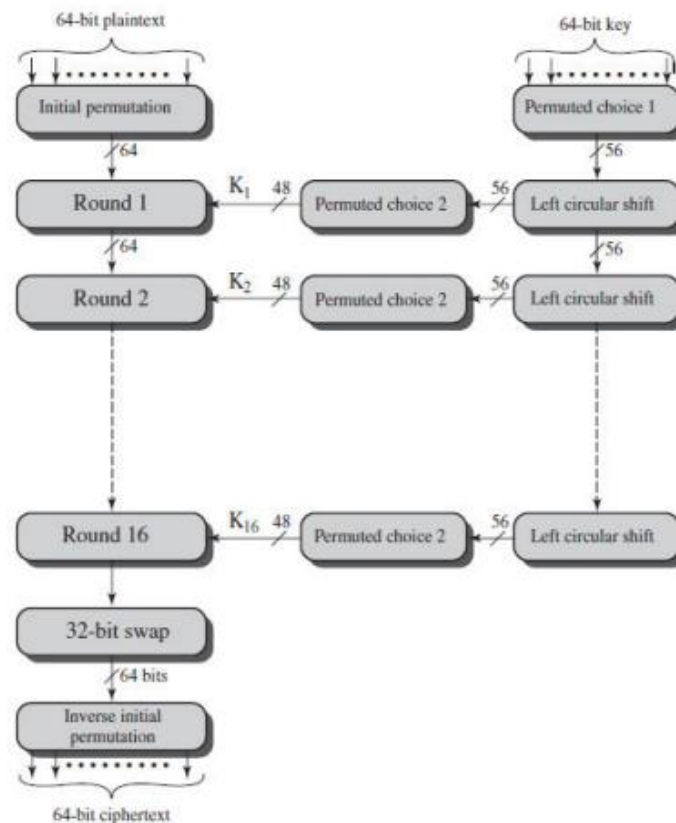 64-bit plaintext
64-bit key
Initial permutation
Permuted choice 1
64
56
Round 1
K1
48
Permuted choice 2
56
Left circular shift
64
56
Round 2
K2
48
Permuted choice 2
56
Left circular shift
Round 16
K16
48
Permuted choice 2
56
Left circular shift
32-bit swap
64 bits
Inverse initial
permutation
64-bit ciphertext